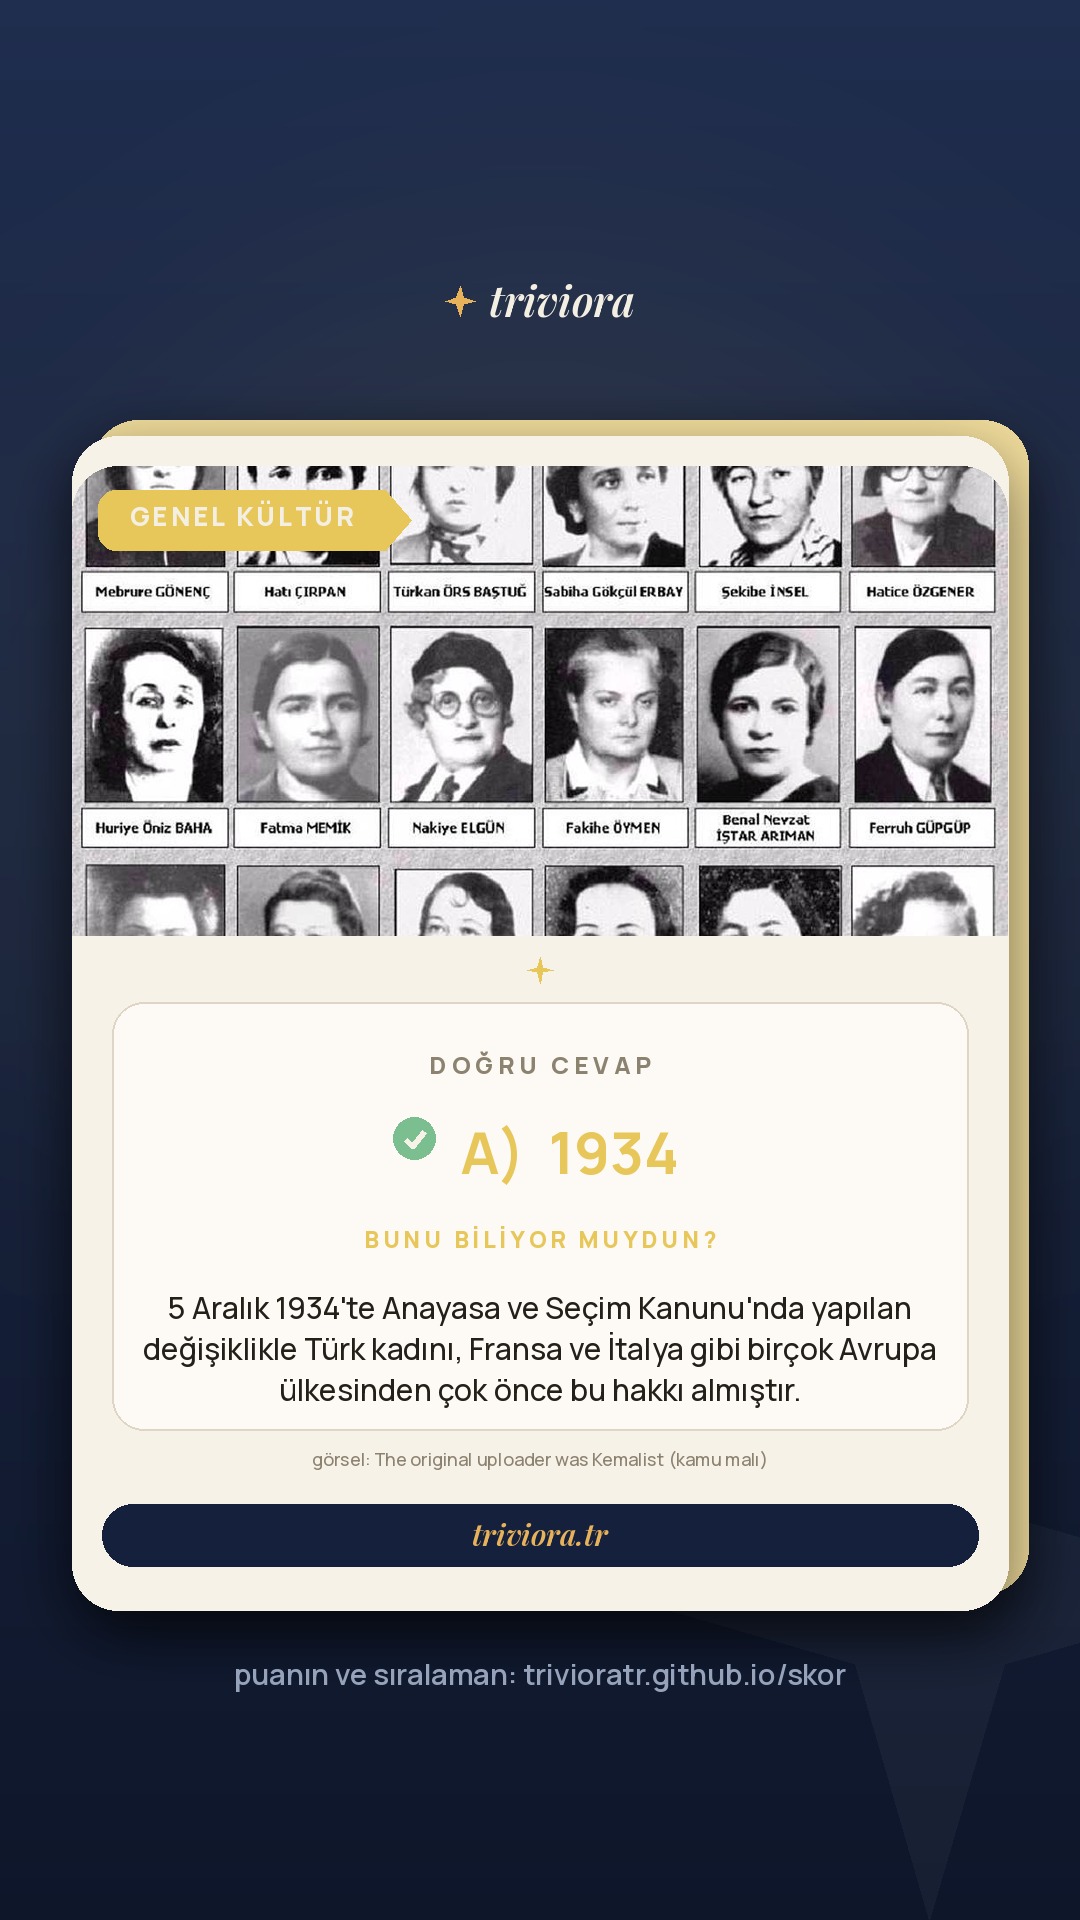 triviora
GENEL KÜLTÜR
Mebrure GÖNENÇ
Hatı ÇIRPAN
Türkan ÖRS BAŞTUĞ
Sabiha Gökçül ERBAY
Şekibe İNSEL
Hatice ÖZGENER
Huriye Öniz BAHA
Fatma MEMİK
Nakiye ELGÜN
Fakihe ÖYMEN
Benal Nevzat
İŞTAR ARIMAN
Ferruh GÜPGÜP
DOĞRU CEVAP
A) 1934
BUNU BİLİYOR MUYDUN?
5 Aralık 1934'te Anayasa ve Seçim Kanunu'nda yapılan
değişiklikle Türk kadını, Fransa ve İtalya gibi birçok Avrupa
ülkesinden çok önce bu hakkı almıştır.
görsel: The original uploader was Kemalist (kamu malı)
triviora.tr
puanın ve sıralaman: trivioratr.github.io/skor